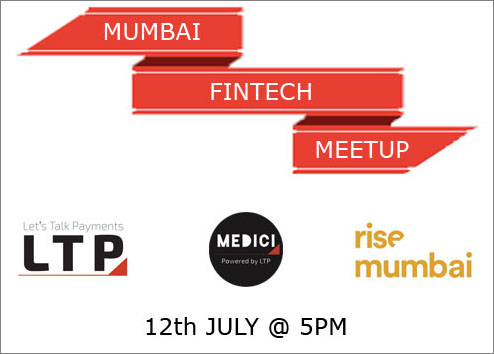 MUMBAI
FINTECH
MEETUP
Let's Talk Payments
LTP
MEDICI
Powered by LTP
rise
mumbai
12th JULY @ 5PM